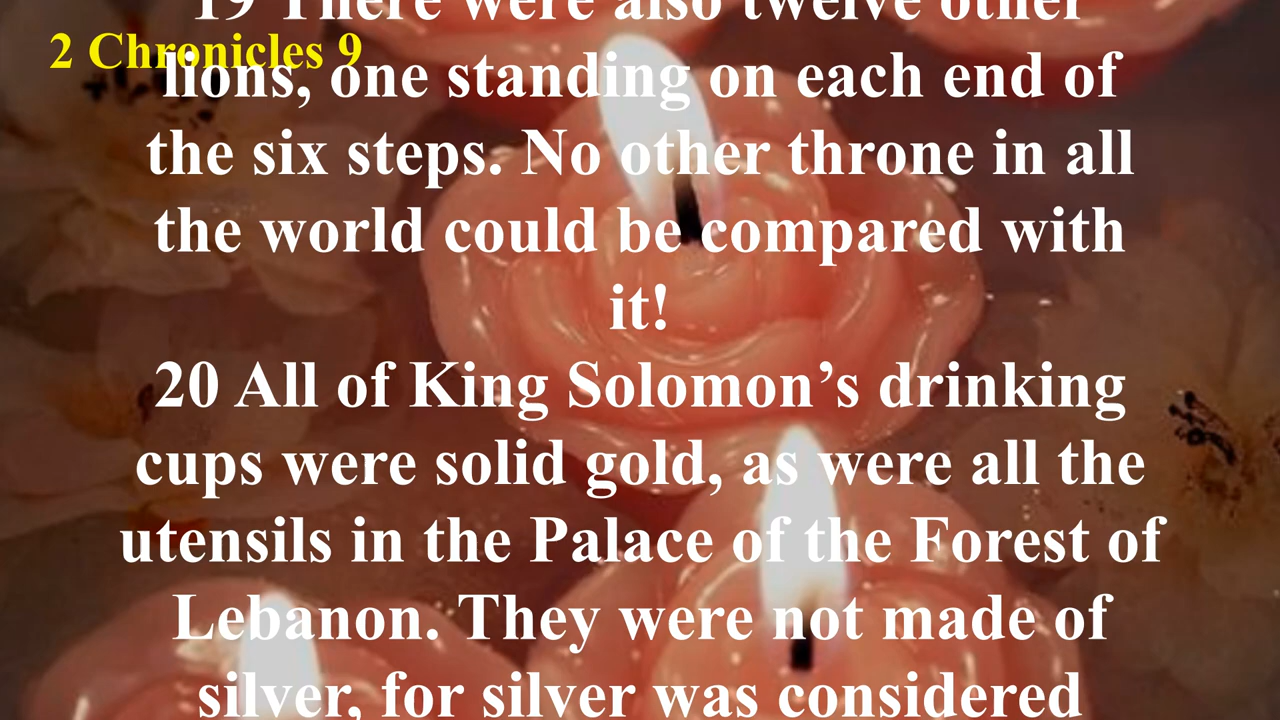 19 There were also twelve other
2 Chronicles 9
lions, one standing on each end of
the six steps. No other throne in all
the world could be compared with
it!
20 All of King Solomon’s drinking
cups were solid gold, as were all the
utensils in the Palace of the Forest of
Lebanon. They were not made of
silver, for silver was considered